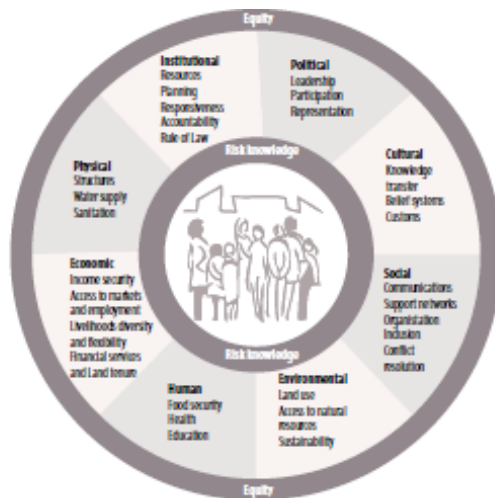 Equity
Institutional
Resources
Planning
Responsiveness
Accountability
Rule of Law
Political
Leadership
Participation
Representation
Cultural
Knowledge
transfer
Belief systems
Customs
Social
Communications
Support networks
Organistation
Inclusion
Conflict
resolution
Environmental
Land use
Access to natural
resources
Sustainability
Human
Food security
Health
Education
Economic
Income security
Access to markets
and employment
Livelihoods diversity
and flexibility
Financial services
and Land tenure
Physical
Structures
Water supply
Sanitation
Risk knowledge
Risk knowledge
Equity